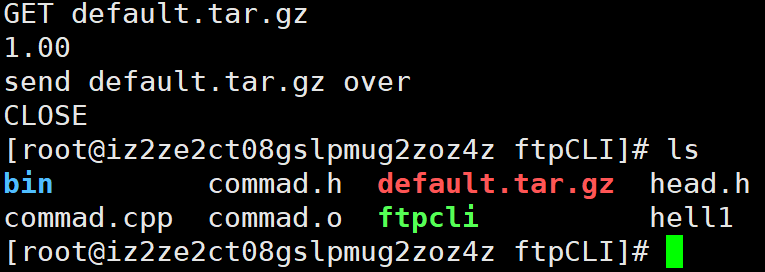 GET default.tar.gz
1.00
send default.tar.gz over
CLOSE
[root@iz2ze2ct08gslpmug2zoz4z ftpCLI]# ls
bin commad.h default.tar.gz head.h
commad.cpp commad.o ftpcli hell1
[root@iz2ze2ct08gslpmug2zoz4z ftpCLI]#